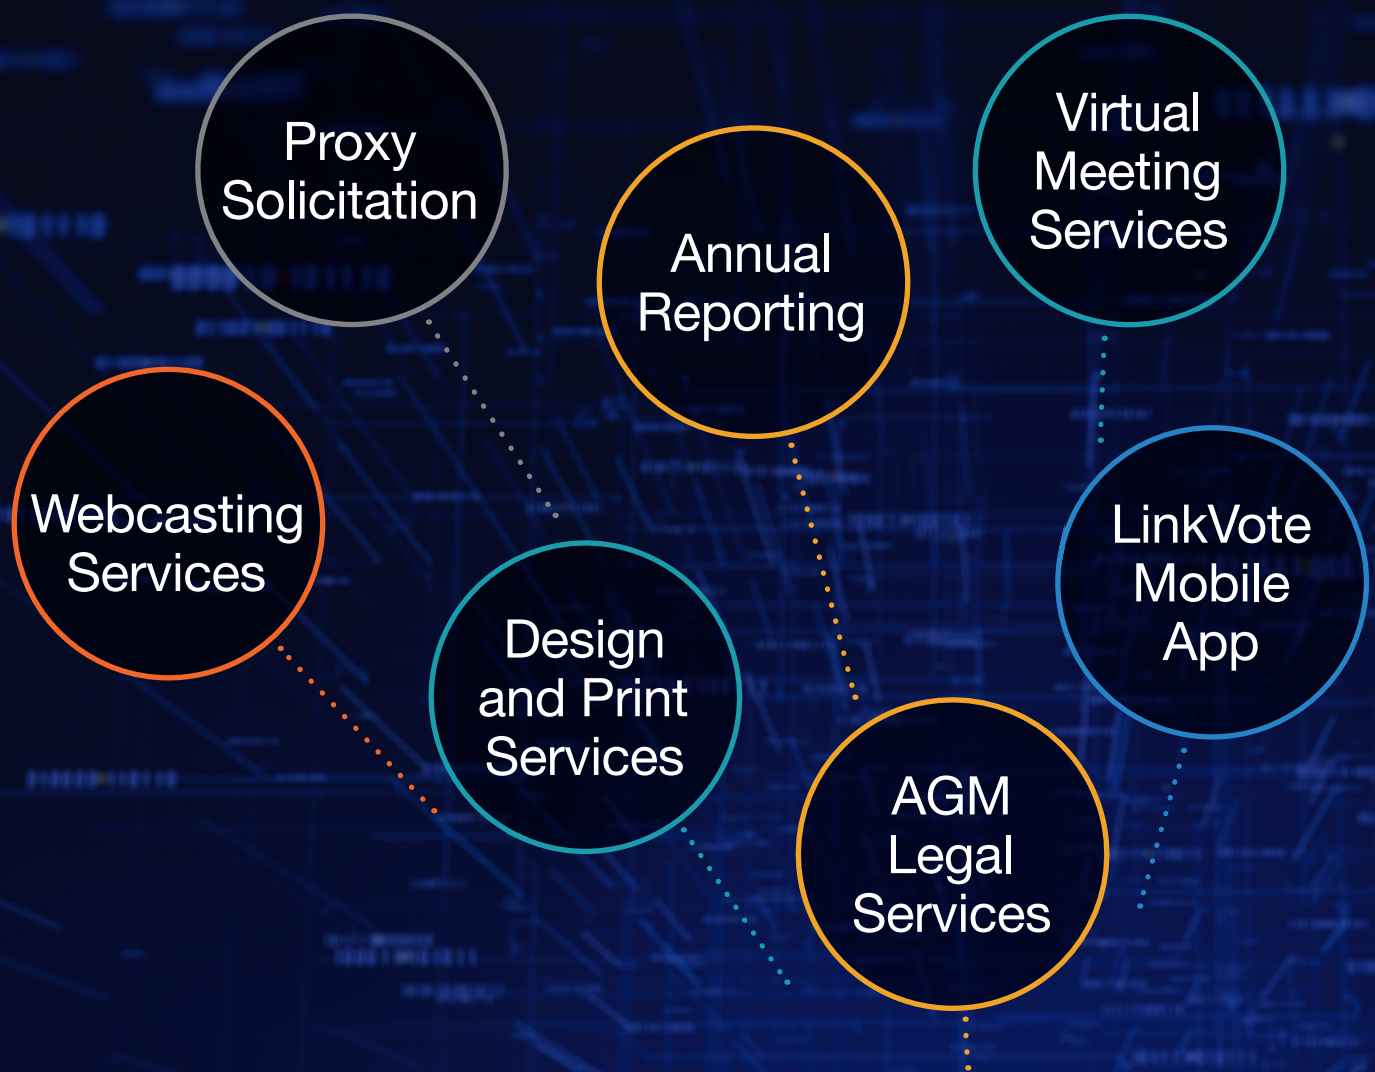 Proxy
Solicitation
Annual
Reporting
Virtual
Meeting
Services
Webcasting
Services
Design
and Print
Services
LinkVote
Mobile
App
AGM
Legal
Services